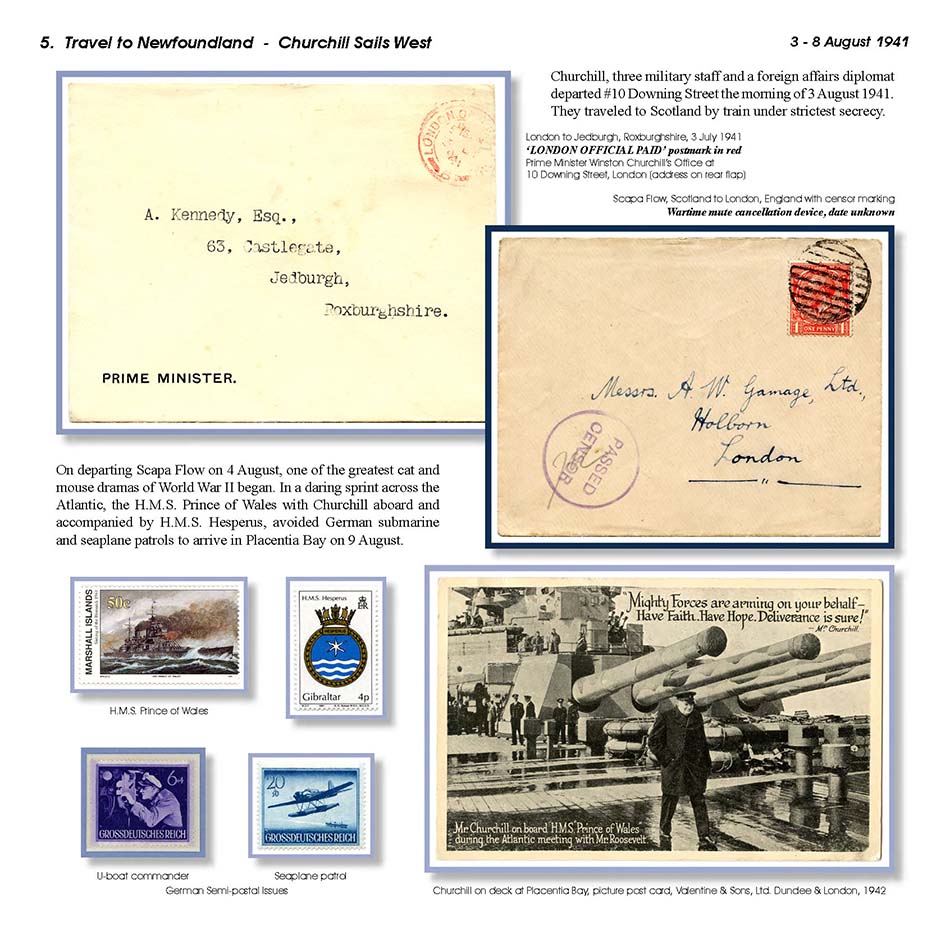 5. Travel to Newfoundland - Churchill Sails West
3 - 8 August 1941
Churchill, three military staff and a foreign affairs diplomat
departed #10 Downing Street the morning of 3 August 1941.
They traveled to Scotland by train under strictest secrecy.
London to Jedburgh, Roxburghshire, 3 July 1941
‘LONDON OFFICIAL PAID’ postmark in red
Prime Minister Winston Churchill's Office at
10 Downing Street, London (address on rear flap)
LONDON
A. Kennedy, Esq.,
63, Castlegate,
Jedburgh,
Roxburghshire.
PRIME MINISTER.
Scapa Flow, Scotland to London, England with censor marking
Wartime mute cancellation device, date unknown
ONE PENNY
Messrs. A. W. Gamage, Ltd.,
Holborn
London
PASSED
CENSOR
On departing Scapa Flow on 4 August, one of the greatest cat and
mouse dramas of World War II began. In a daring sprint across the
Atlantic, the H.M.S. Prince of Wales with Churchill aboard and
accompanied by H.M.S. Hesperus, avoided German submarine
and seaplane patrols to arrive in Placentia Bay on 9 August.
MARSHALL ISLANDS
50c
H.M.S. Prince of Wales
H.M.S. Hesperus
HESPERUS
Gibraltar 4p
6+4
GROSSDEUTSCHES REICH
U-boat commander
20
GROSSDEUTSCHES REICH
Seaplane patrol
German Semi-postal Issues
"Mighty Forces are arming on your behalf—
Have Faith. Have Hope. Deliverance is sure!"
— Mr. Churchill.
Mr Churchill on board H.M.S. Prince of Wales
during the Atlantic meeting with Mr. Roosevelt.
Churchill on deck at Placentia Bay, picture post card, Valentine & Sons, Ltd. Dundee & London, 1942